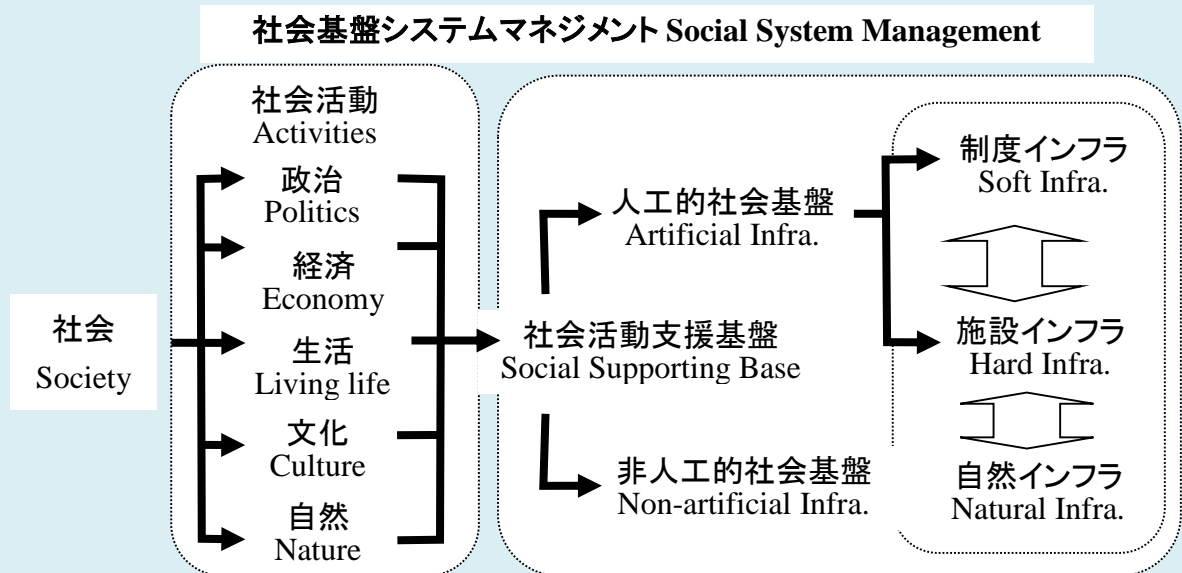 社会基盤システムマネジメント Social System Management
社会
Society
社会活動
Activities
政治
Politics
経済
Economy
生活
Living life
文化
Culture
自然
Nature
社会活動支援基盤
Social Supporting Base
人工的社会基盤
Artificial Infra.
非人工的社会基盤
Non-artificial Infra.
制度インフラ
Soft Infra.
施設インフラ
Hard Infra.
自然インフラ
Natural Infra.